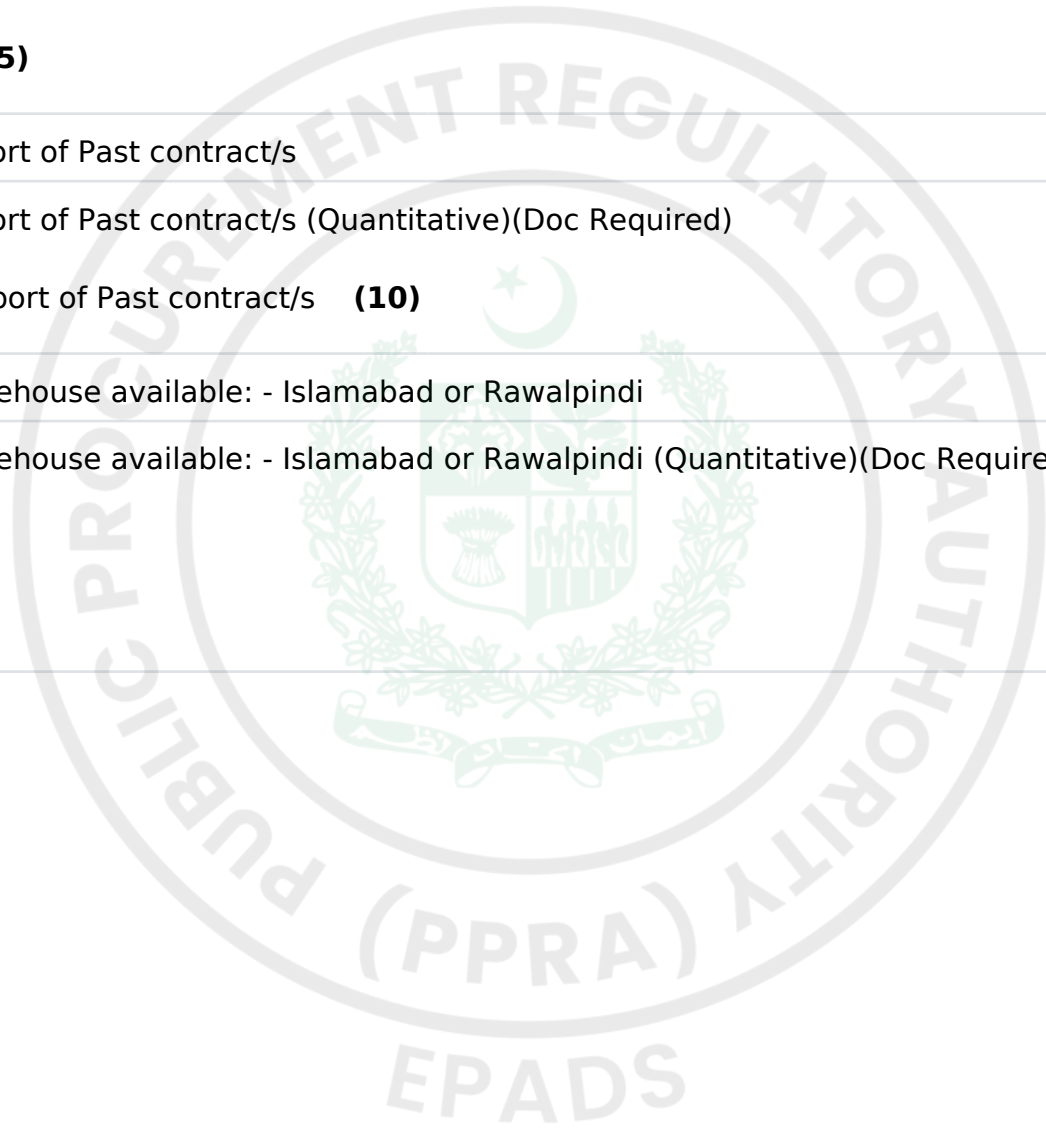 5)
ort of Past contract/s
ort of Past contract/s (Quantitative)(Doc Required)
port of Past contract/s (10)
ehouse available: - Islamabad or Rawalpindi
ehouse available: - Islamabad or Rawalpindi (Quantitative)(Doc Require
PUBLIC PROCUREMENT REGULATORY AUTHORITY
(PPRA)
EPADS